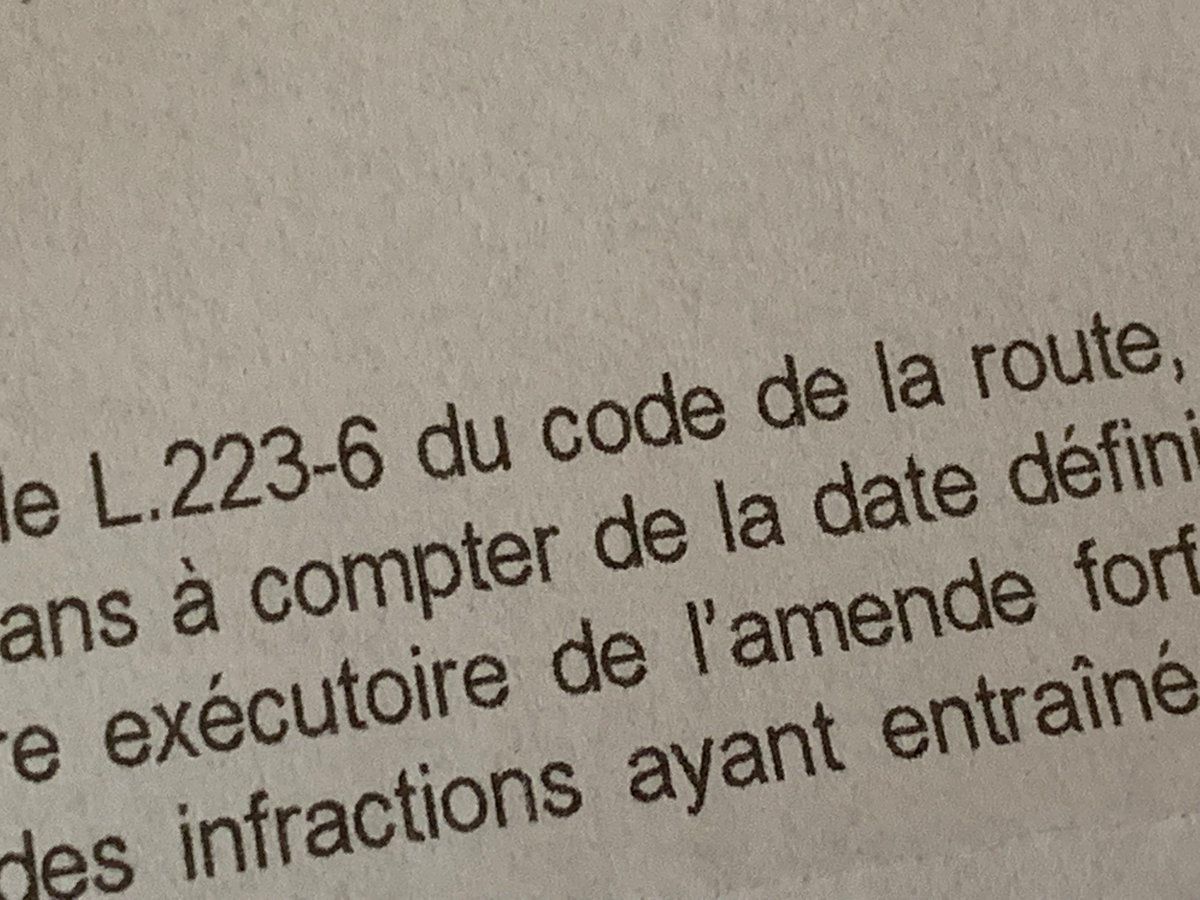 le L.223-6 du code de la route,
ans à compter de la date défini
re exécutoire de l'amende forf
des infractions ayant entraîné